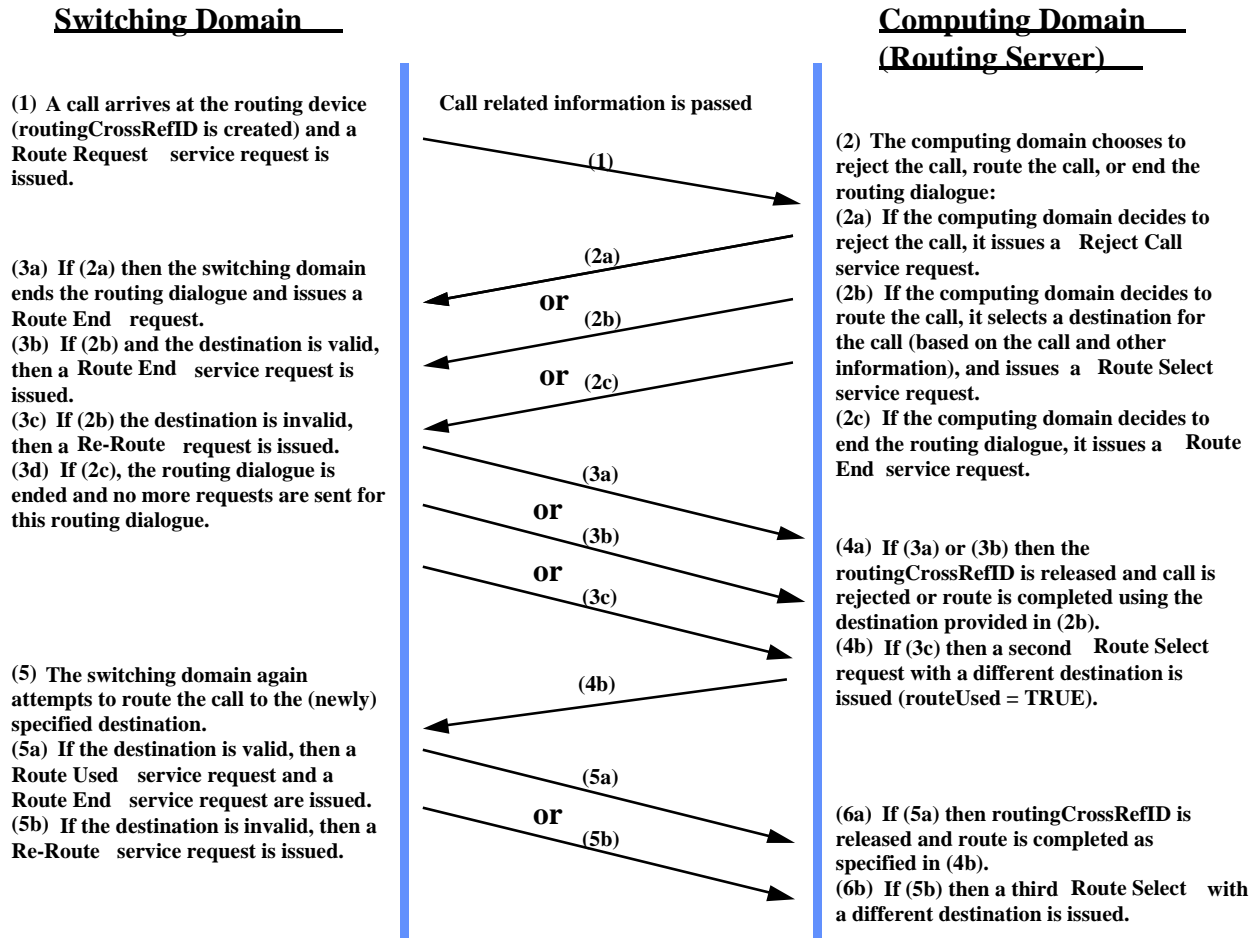 Switching Domain
Computing Domain
(Routing Server)
(1) A call arrives at the routing device
(routingCrossRefID is created) and a
Route Request service request is
issued.
(3a) If (2a) then the switching domain
ends the routing dialogue and issues a
Route End request.
(3b) If (2b) and the destination is valid,
then a Route End service request is
issued.
(3c) If (2b) the destination is invalid,
then a Re-Route request is issued.
(3d) If (2c), the routing dialogue is
ended and no more requests are sent for
this routing dialogue.
(5) The switching domain again
attempts to route the call to the (newly)
specified destination.
(5a) If the destination is valid, then a
Route Used service request and a
Route End service request are issued.
(5b) If the destination is invalid, then a
Re-Route service request is issued.
Call related information is passed
(1)
(2a)
or
(2b)
or
(2c)
(3a)
or
(3b)
or
(3c)
(4b)
(5a)
or
(5b)
(2) The computing domain chooses to
reject the call, route the call, or end the
routing dialogue:
(2a) If the computing domain decides to
reject the call, it issues a Reject Call
service request.
(2b) If the computing domain decides to
route the call, it selects a destination for
the call (based on the call and other
information), and issues a Route Select
service request.
(2c) If the computing domain decides to
end the routing dialogue, it issues a Route
End service request.
(4a) If (3a) or (3b) then the
routingCrossRefID is released and call is
rejected or route is completed using the
destination provided in (2b).
(4b) If (3c) then a second Route Select
request with a different destination is
issued (routeUsed = TRUE).
(6a) If (5a) then routingCrossRefID is
released and route is completed as
specified in (4b).
(6b) If (5b) then a third Route Select with
a different destination is issued.